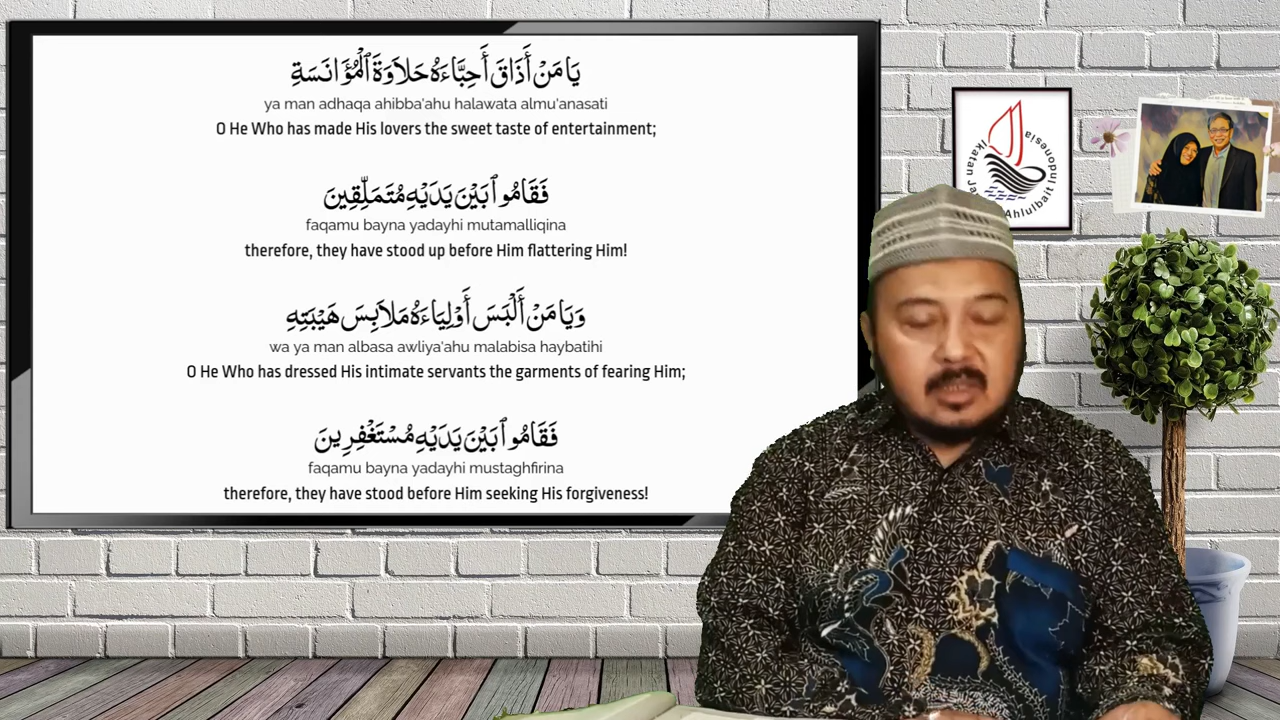 يَا مَنْ أَذَاقَ أَحِبَّاءَهُ حَلاَوَةَ ٱلْمُؤَانَسَةِ
ya man adhaqa ahibba'ahu halawata almu'anasati
O He Who has made His lovers the sweet taste of entertainment;
فَقَامُوٱ بَيْنَ يَدَيْهِ مُتَمَلِّقِينَ
faqamu bayna yadayhi mutamalliqina
therefore, they have stood up before Him flattering Him!
وَيَا مَنْ أَلْبَسَ أَوْلِيَاءَهُ مَلاَبِسَ هَيْبَتِهِ
wa ya man albasa awliya'ahu malabisa haybatihi
O He Who has dressed His intimate servants the garments of fearing Him;
فَقَامُوٱ بَيْنَ يَدَيْهِ مُسْتَغْفِرِينَ
faqamu bayna yadayhi mustaghfirina
therefore, they have stood before Him seeking His forgiveness!
Ikatan
Ahlulbait Indonesia